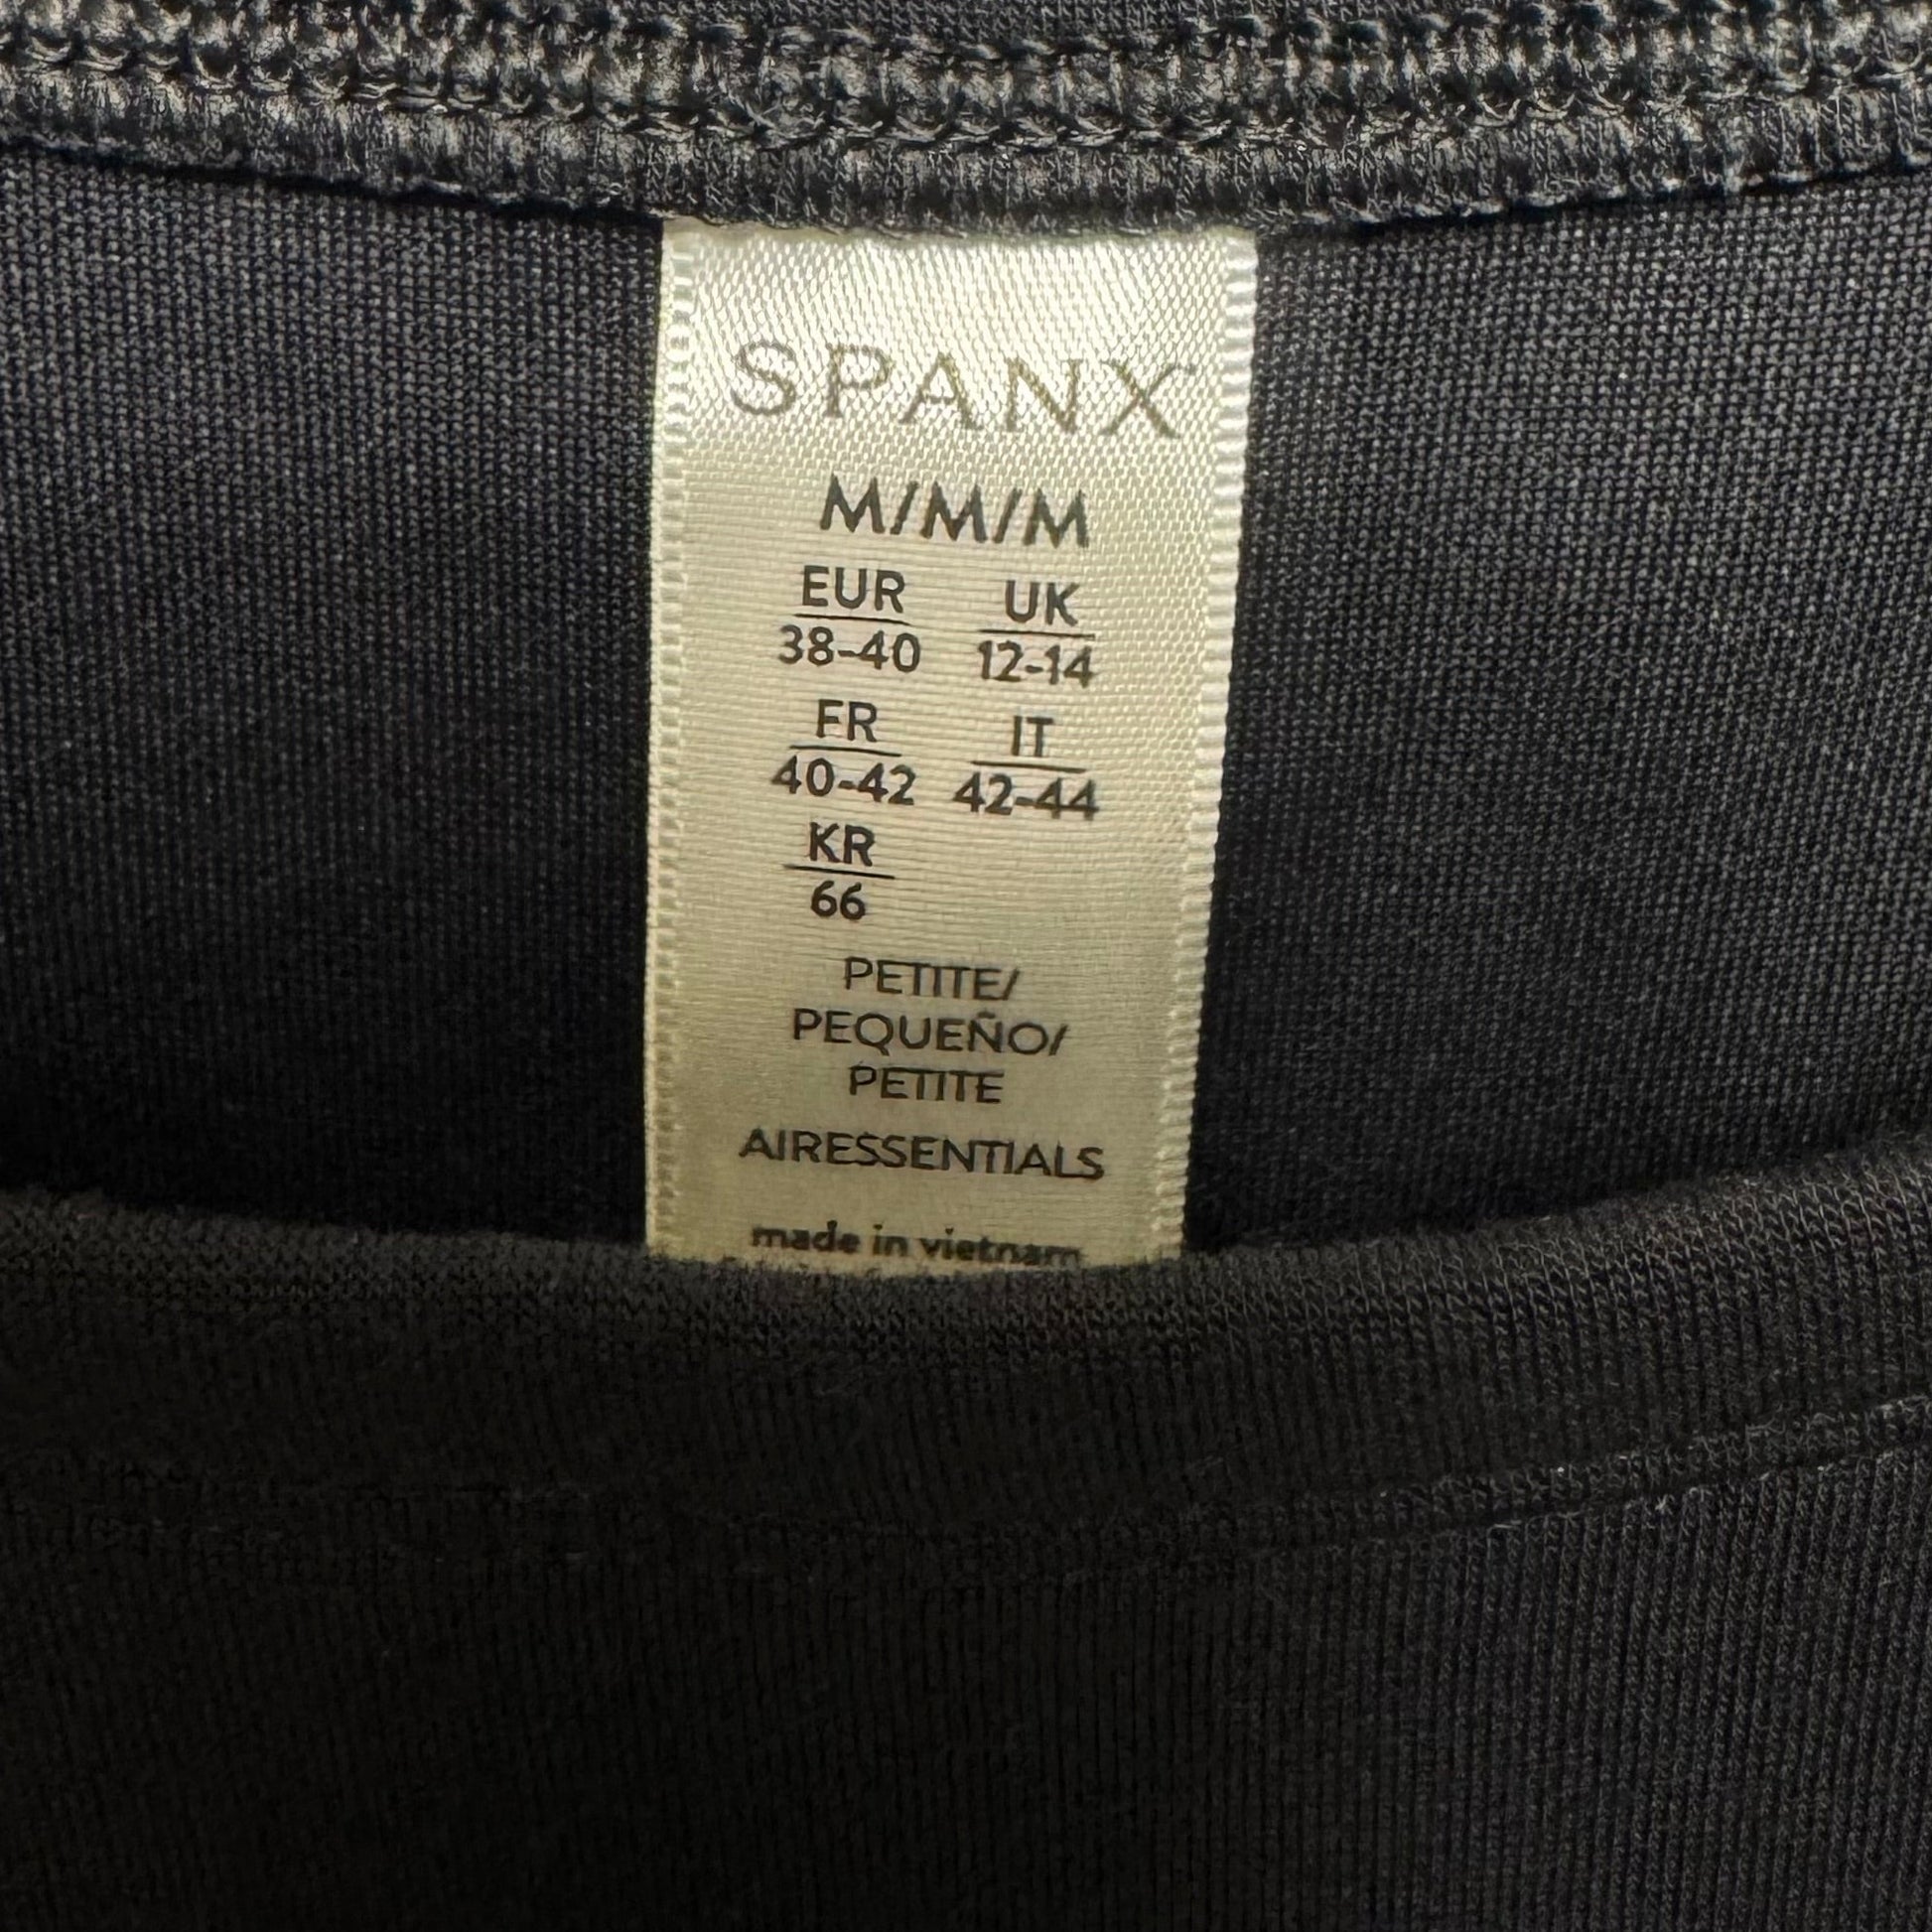 SPANX
M/M/M
EUR UK
38-40 12-14
FR IT
40-42 42-44
KR
66
PETITE/
PEQUEÑO/
PETITE
AIRESSENTIALS
made in vietnam